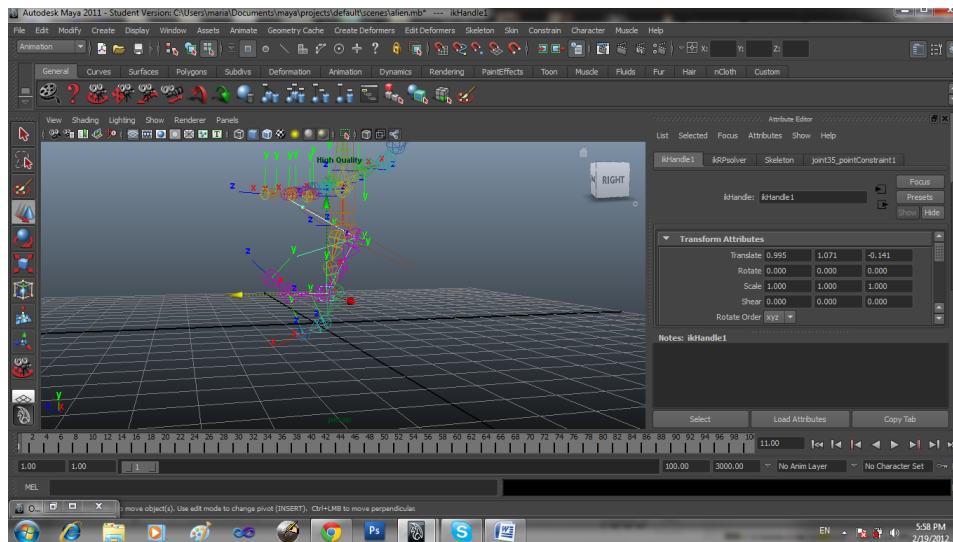 Autodesk Maya 2011 - Student Version: C:\Users\maria\Documents\maya\projects\default\scenes\alien.mb* --- ikHandle1
File Edit Modify Create Display Window Assets Animate Geometry Cache Create Deformers Edit Deformers Skeleton Skin Constrain Character Muscle Help
Animation X: Y: Z:
General Curves Surfaces Polygons Subdivs Deformation Animation Dynamics Rendering PaintEffects Toon Muscle Fluids Fur Hair nCloth Custom
View Shading Lighting Show Renderer Panels
High Quality
RIGHT
Attribute Editor
List Selected Focus Attributes Show Help
ikHandle1 ikRPsolver Skeleton joint35_pointConstraint1
ikHandle: ikHandle1
Focus
Presets
Show Hide
Transform Attributes
Translate 0.995 1.071 -0.141
Rotate 0.000 0.000 0.000
Scale 1.000 1.000 1.000
Shear 0.000 0.000 0.000
Rotate Order xyz
Notes: ikHandle1
Select Load Attributes Copy Tab
2 4 6 8 10 12 14 16 18 20 22 24 26 28 30 32 34 36 38 40 42 44 46 48 50 52 54 56 58 60 62 64 66 68 70 72 74 76 78 80 82 84 86 88 90 92 94 96 98 11.00
1.00 1.00 1 100.00 3000.00 No Anim Layer No Character Set
MEL
O... move object(s). Use edit mode to change pivot (INSERT). Ctrl+LMB to move perpendicular.
EN 5:58 PM
2/19/2012